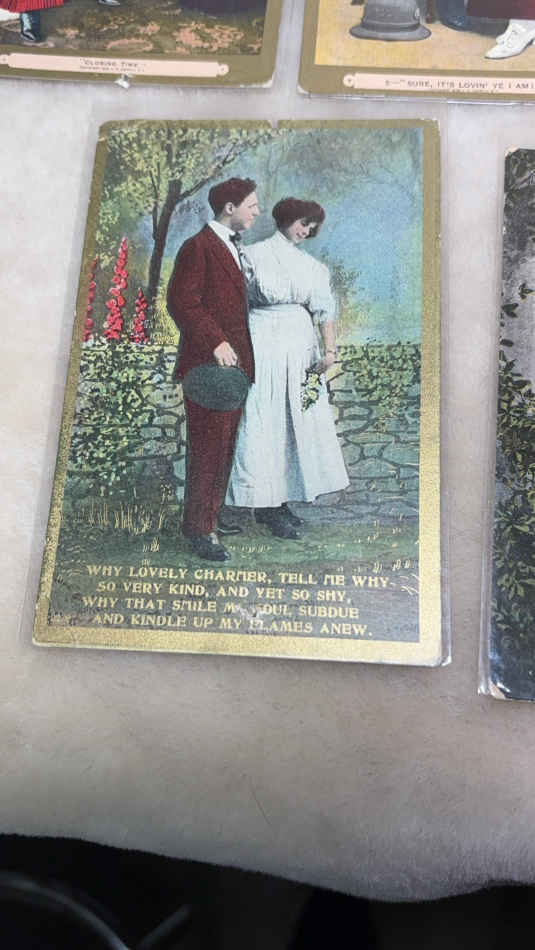 "CLOSING TIME."
5—"SURE, IT'S LOVIN' YE I AM!
WHY LOVELY CHARMER, TELL ME WHY
SO VERY KIND, AND YET SO SHY,
WHY THAT SMILE MY SOUL SUBDUE
AND KINDLE UP MY FLAMES ANEW.